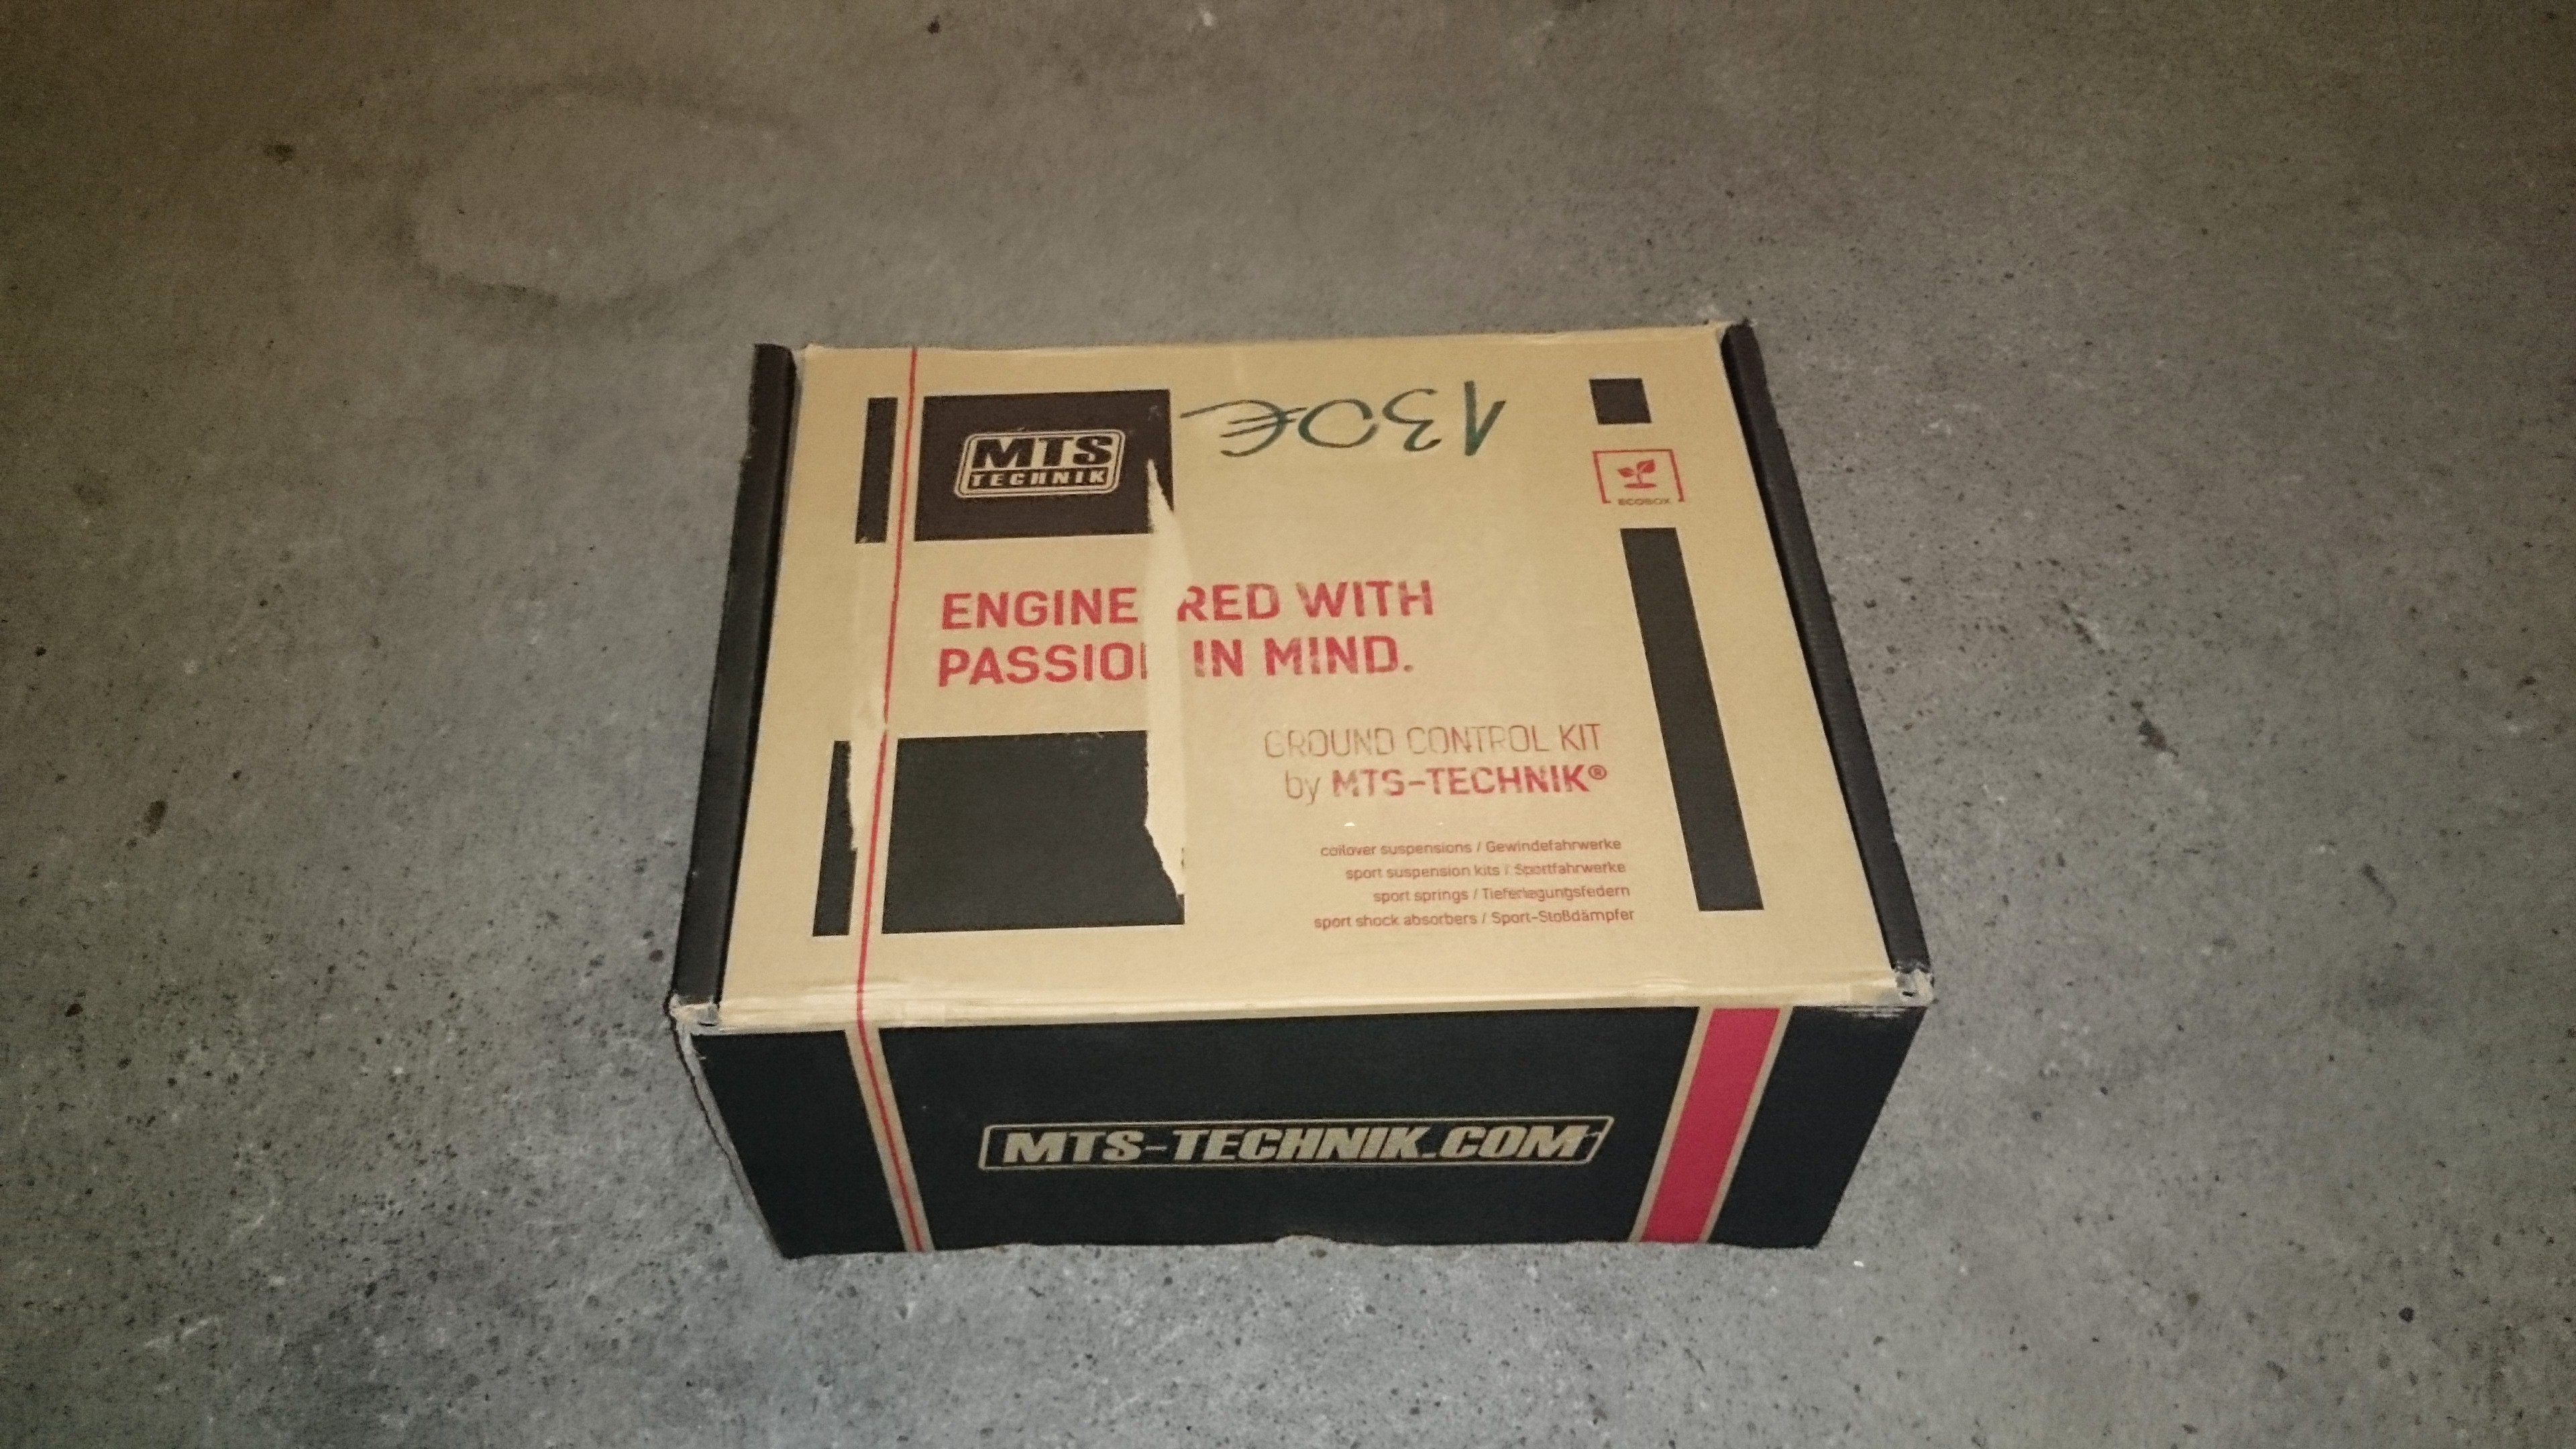 MTS
TECHNIK
130€
ECOBOX
ENGINE RED WITH
PASSIO IN MIND.
GROUND CONTROL KIT
by MTS-TECHNIK®
coilover suspensions / Gewindefahrwerke
sport suspension kits / Sportfahrwerke
sport springs / Tieferlegungsfedern
sport shock absorbers / Sport-Stoßdämpfer
MTS-TECHNIK.COM